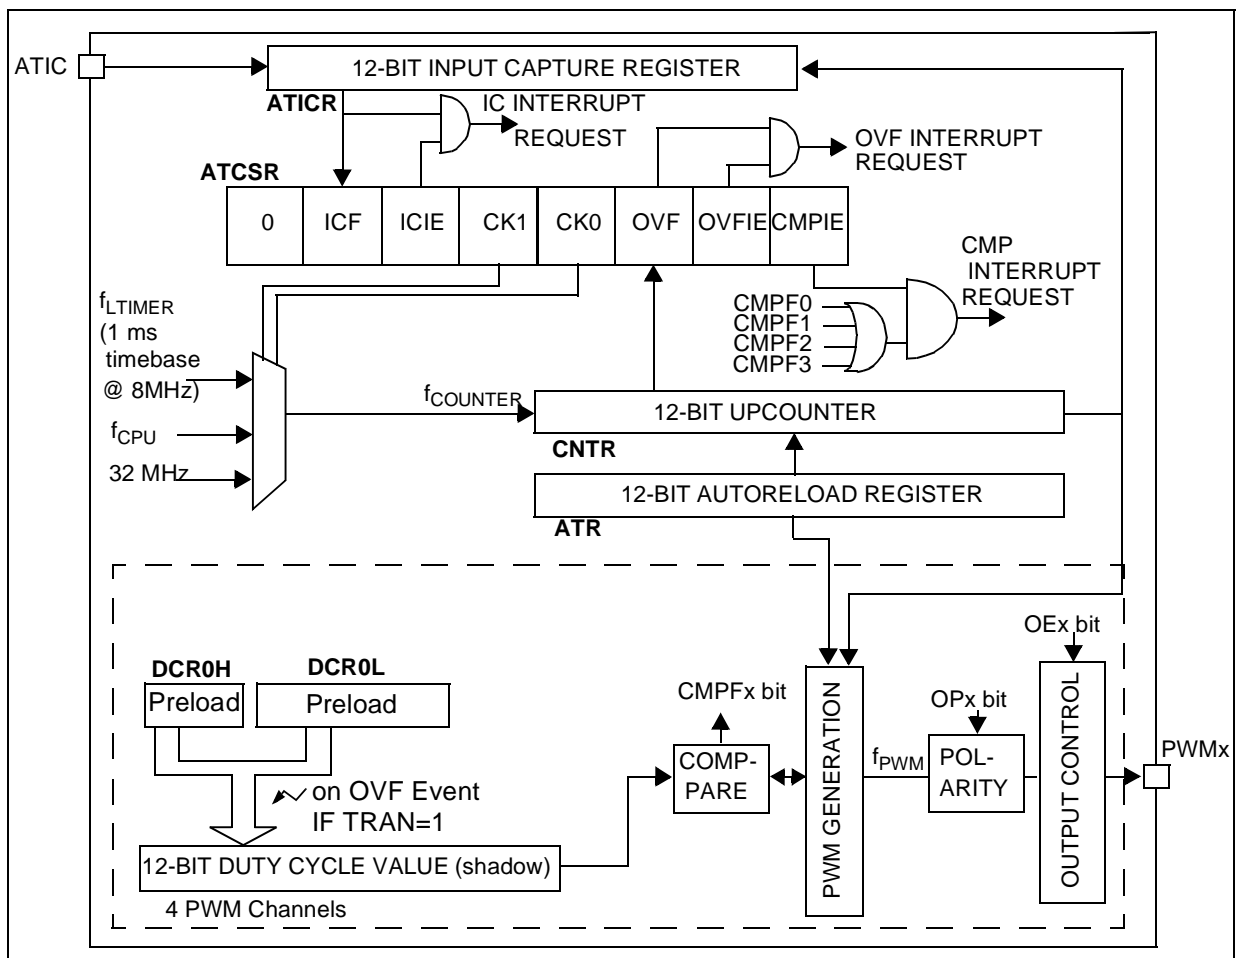 ATIC
12-BIT INPUT CAPTURE REGISTER
ATICR
IC INTERRUPT
REQUEST
OVF INTERRUPT
REQUEST
ATCSR
0 ICF ICIE CK1 CK0 OVF OVFIE CMPIE
CMP
INTERRUPT
REQUEST
CMPF0
CMPF1
CMPF2
CMPF3
fLTIMER
(1 ms
timebase
@ 8MHz)
fCPU
32 MHz
fCOUNTER
12-BIT UPCOUNTER
CNTR
12-BIT AUTORELOAD REGISTER
ATR
OEx bit
DCR0H
DCR0L
Preload
Preload
CMPFx bit
OPx bit
COMP-
PARE
PWM GENERATION
fPWM
POL-
ARITY
OUTPUT CONTROL
PWMx
on OVF Event
IF TRAN=1
12-BIT DUTY CYCLE VALUE (shadow)
4 PWM Channels